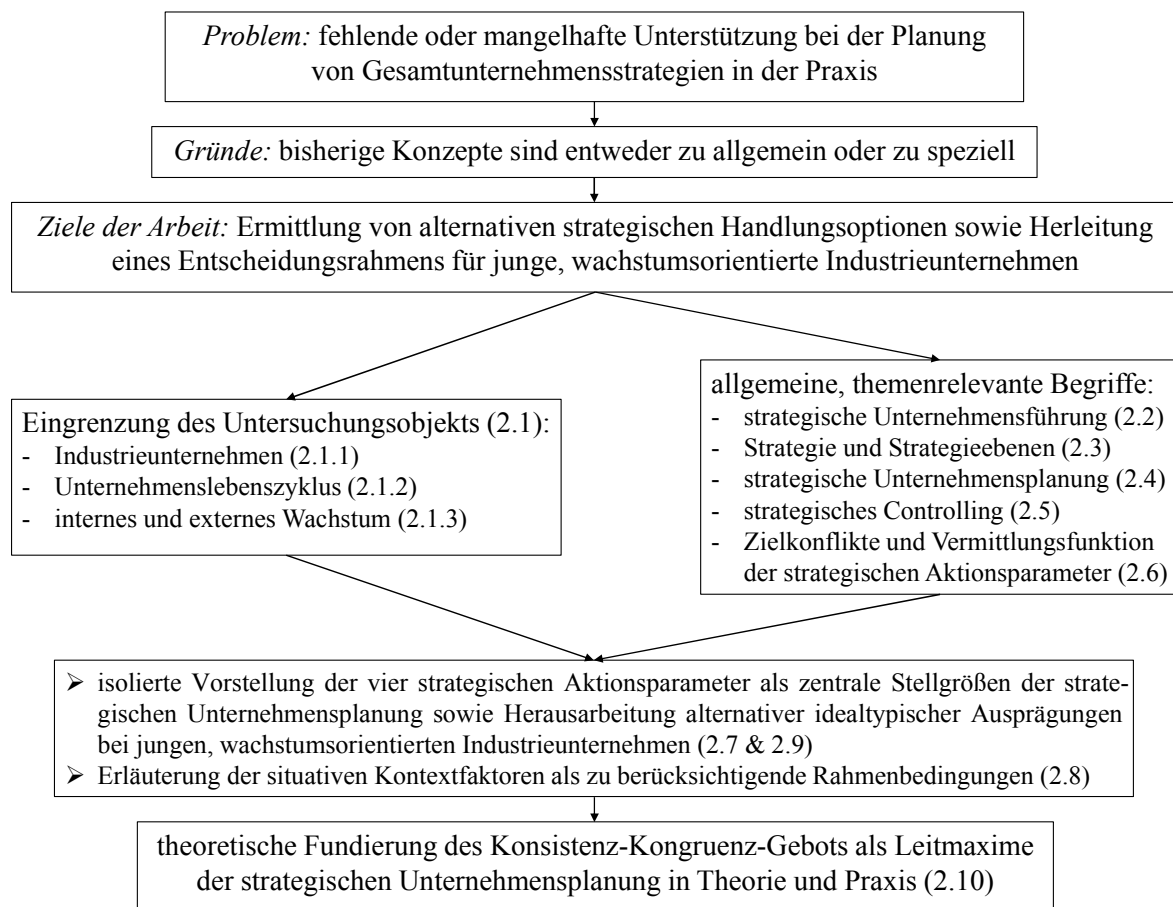 Problem: fehlende oder mangelhafte Unterstützung bei der Planung
von Gesamtunternehmensstrategien in der Praxis
Gründe: bisherige Konzepte sind entweder zu allgemein oder zu speziell
Ziele der Arbeit: Ermittlung von alternativen strategischen Handlungsoptionen sowie Herleitung
eines Entscheidungsrahmens für junge, wachstumsorientierte Industrieunternehmen
Eingrenzung des Untersuchungsobjekts (2.1):
- Industrieunternehmen (2.1.1)
- Unternehmenslebenszyklus (2.1.2)
- internes und externes Wachstum (2.1.3)
allgemeine, themenrelevante Begriffe:
- strategische Unternehmensführung (2.2)
- Strategie und Strategieebenen (2.3)
- strategische Unternehmensplanung (2.4)
- strategisches Controlling (2.5)
- Zielkonflikte und Vermittlungsfunktion
der strategischen Aktionsparameter (2.6)
➢ isolierte Vorstellung der vier strategischen Aktionsparameter als zentrale Stellgrößen der strate-
gischen Unternehmensplanung sowie Herausarbeitung alternativer idealtypischer Ausprägungen
bei jungen, wachstumsorientierten Industrieunternehmen (2.7 & 2.9)
➢ Erläuterung der situativen Kontextfaktoren als zu berücksichtigende Rahmenbedingungen (2.8)
theoretische Fundierung des Konsistenz-Kongruenz-Gebots als Leitmaxime
der strategischen Unternehmensplanung in Theorie und Praxis (2.10)